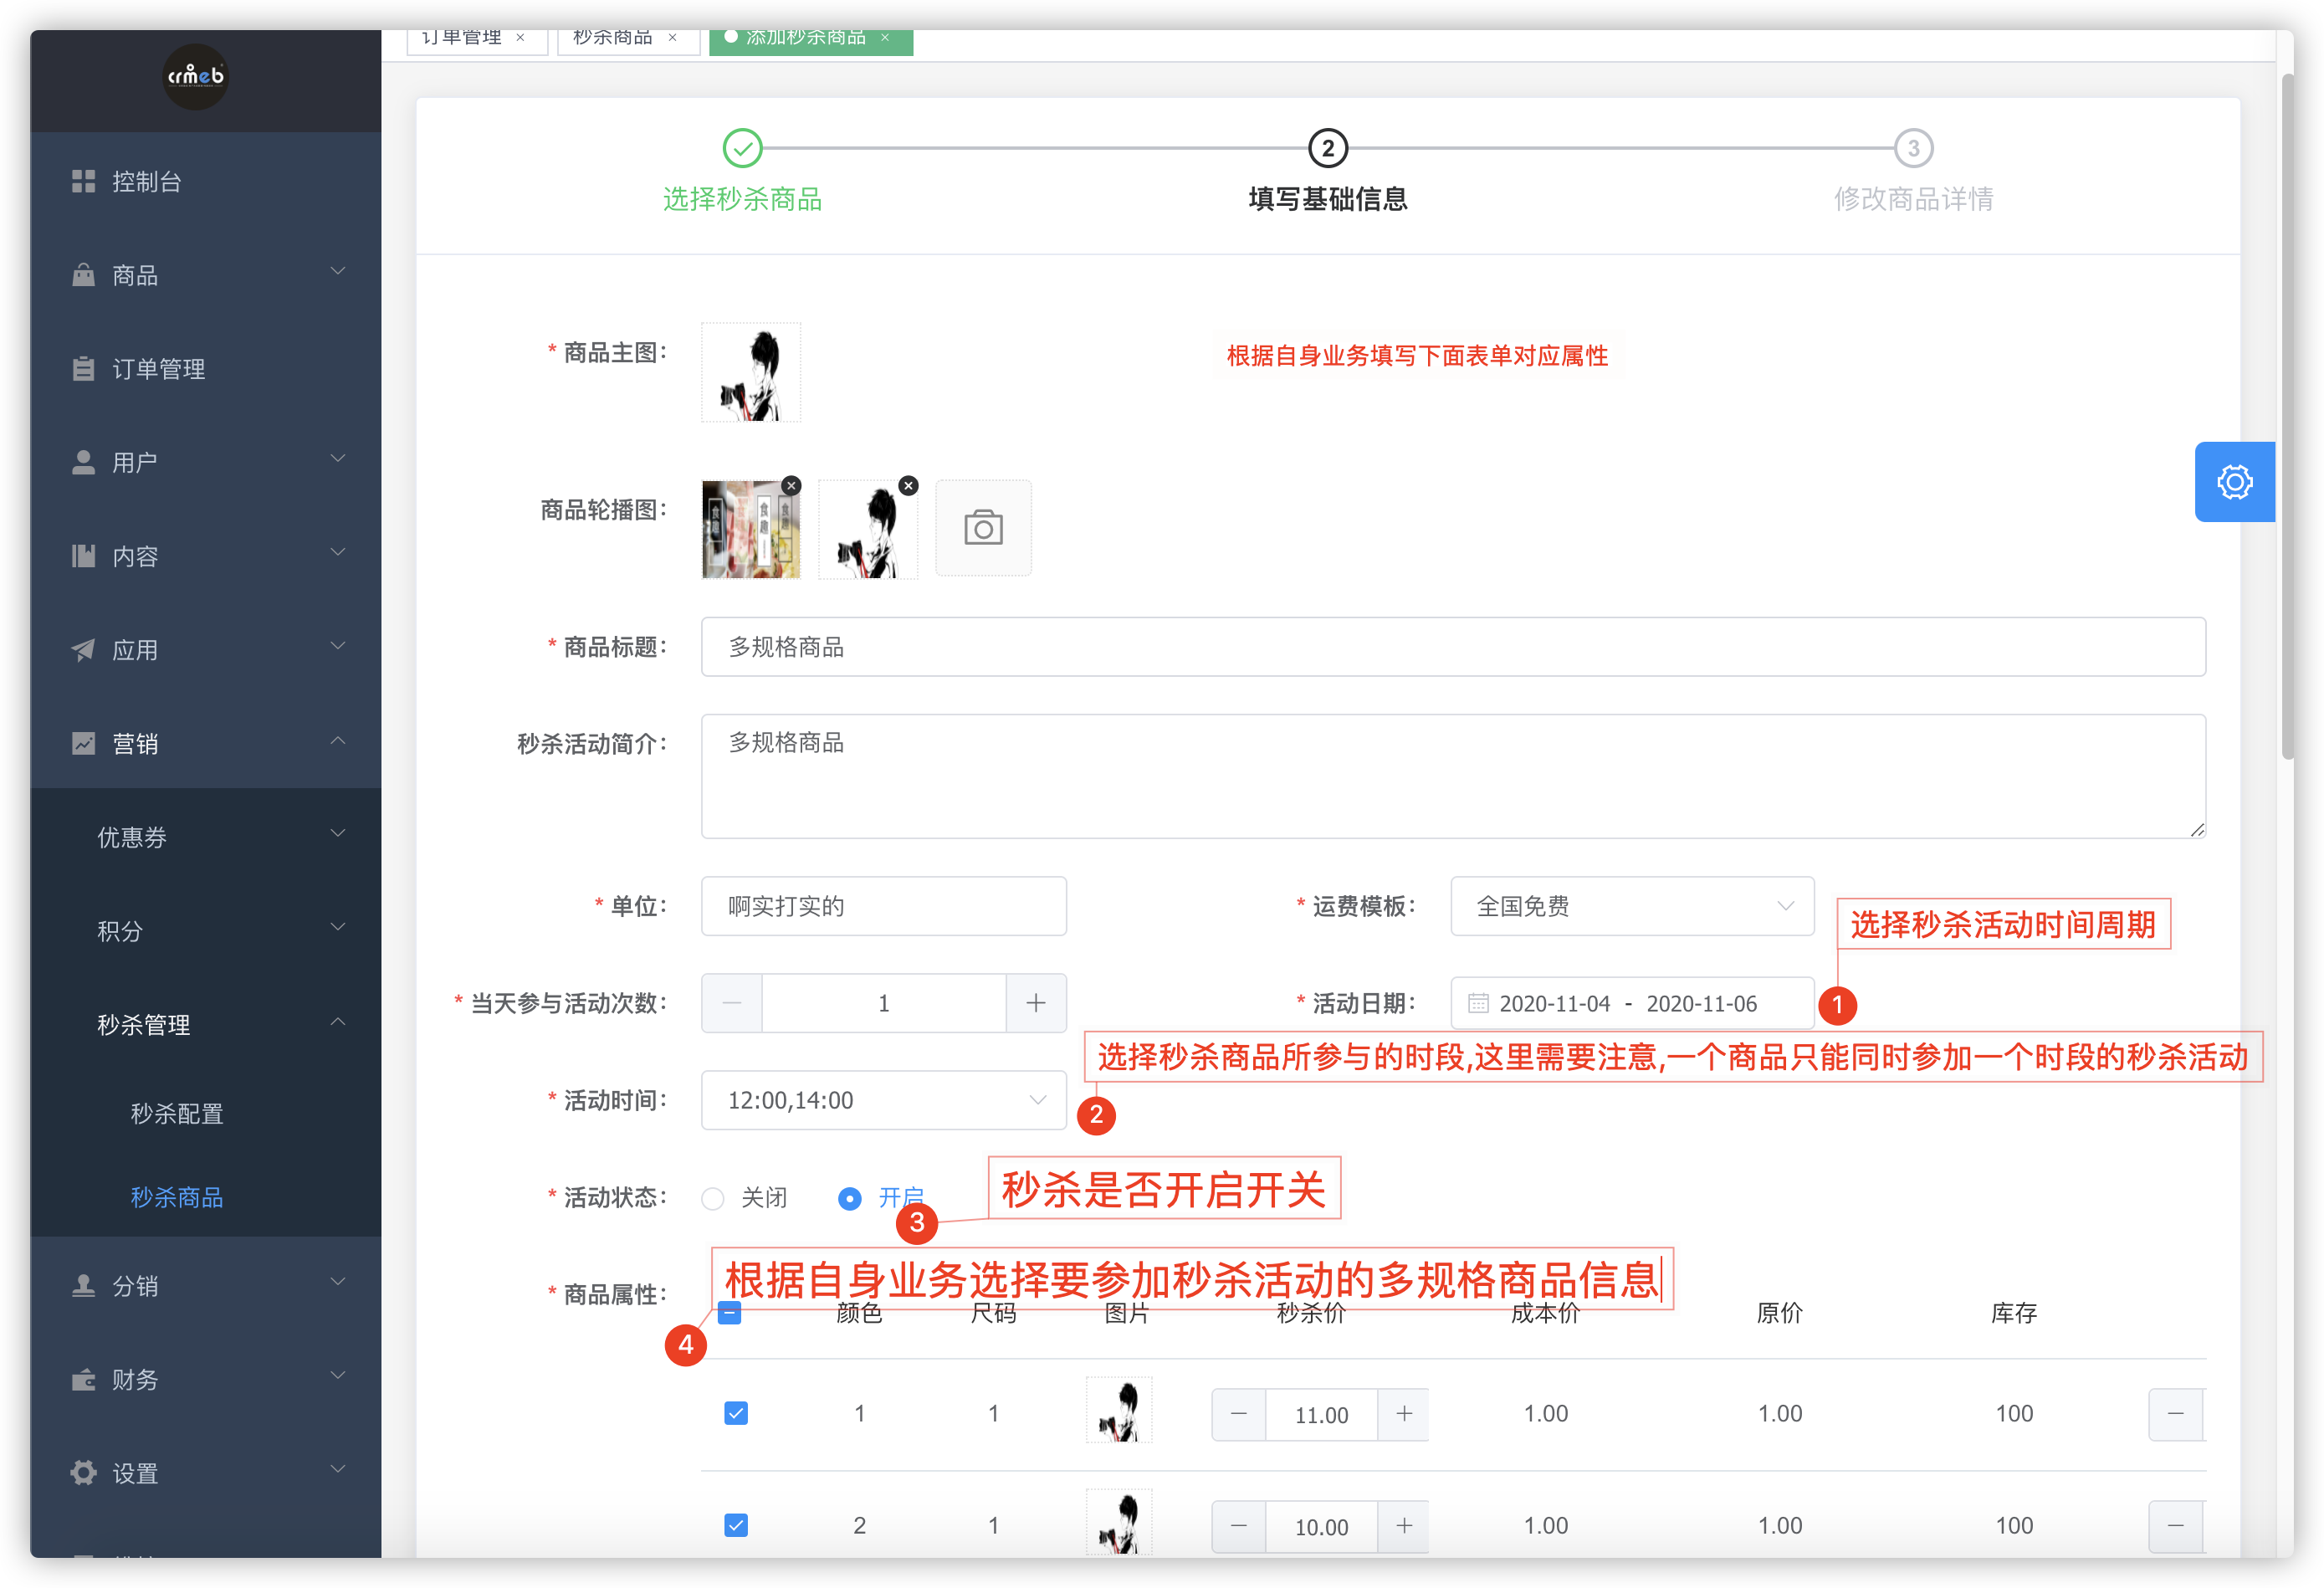 订单管理 ×
秒杀商品 ×
添加秒杀商品 ×
crmeb
控制台
商品
订单管理
用户
内容
应用
营销
优惠券
积分
秒杀管理
秒杀配置
秒杀商品
分销
财务
设置
选择秒杀商品
2
填写基础信息
3
修改商品详情
* 商品主图：
根据自身业务填写下面表单对应属性
商品轮播图：
* 商品标题： 多规格商品
秒杀活动简介： 多规格商品
* 单位： 啊实打实的
* 运费模板： 全国免费
选择秒杀活动时间周期
* 当天参与活动次数： 1
* 活动日期： 2020-11-04 - 2020-11-06
1
选择秒杀商品所参与的时段,这里需要注意,一个商品只能同时参加一个时段的秒杀活动
* 活动时间： 12:00,14:00
2
* 活动状态： 关闭 开启
秒杀是否开启开关
3
* 商品属性：
根据自身业务选择要参加秒杀活动的多规格商品信息
4
颜色 尺码 图片 秒杀价 成本价 原价 库存
1 1 11.00 1.00 1.00 100
2 1 10.00 1.00 1.00 100